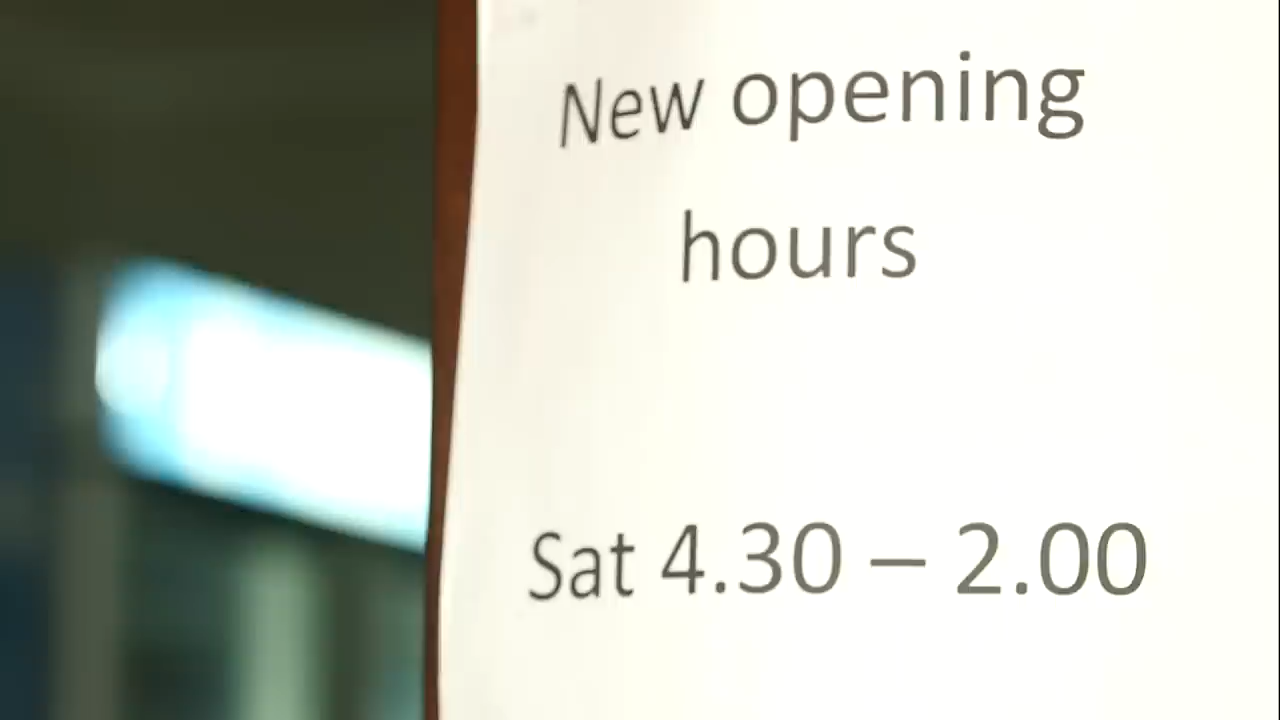 New opening
hours
Sat 4.30 – 2.00